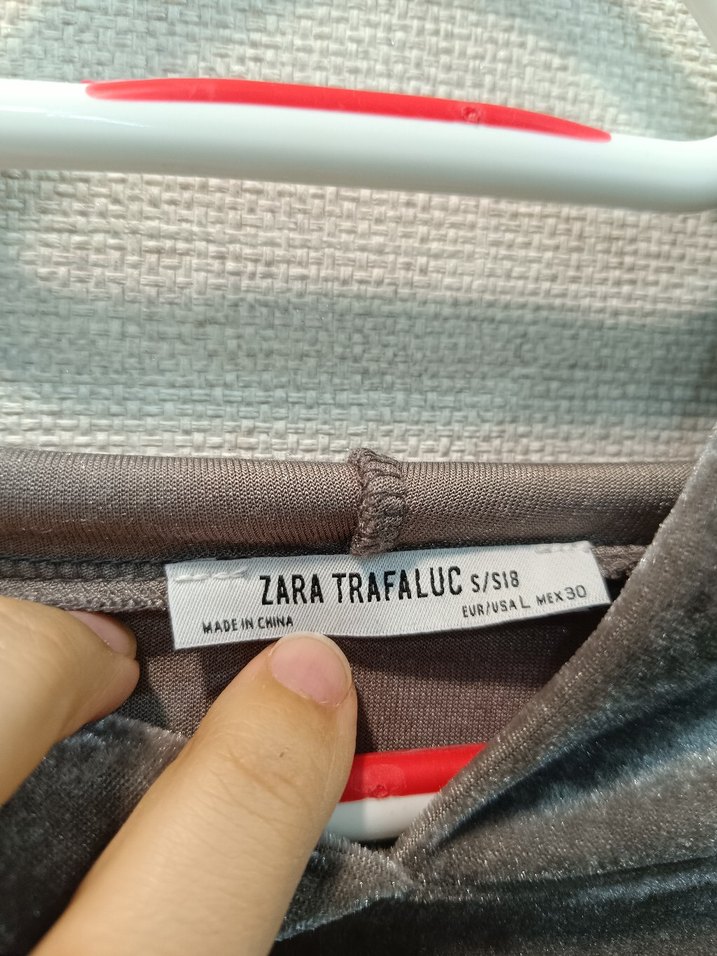 ZARA TRAFALUC S/S18
EUR/USA L MEX 30
MADE IN CHINA